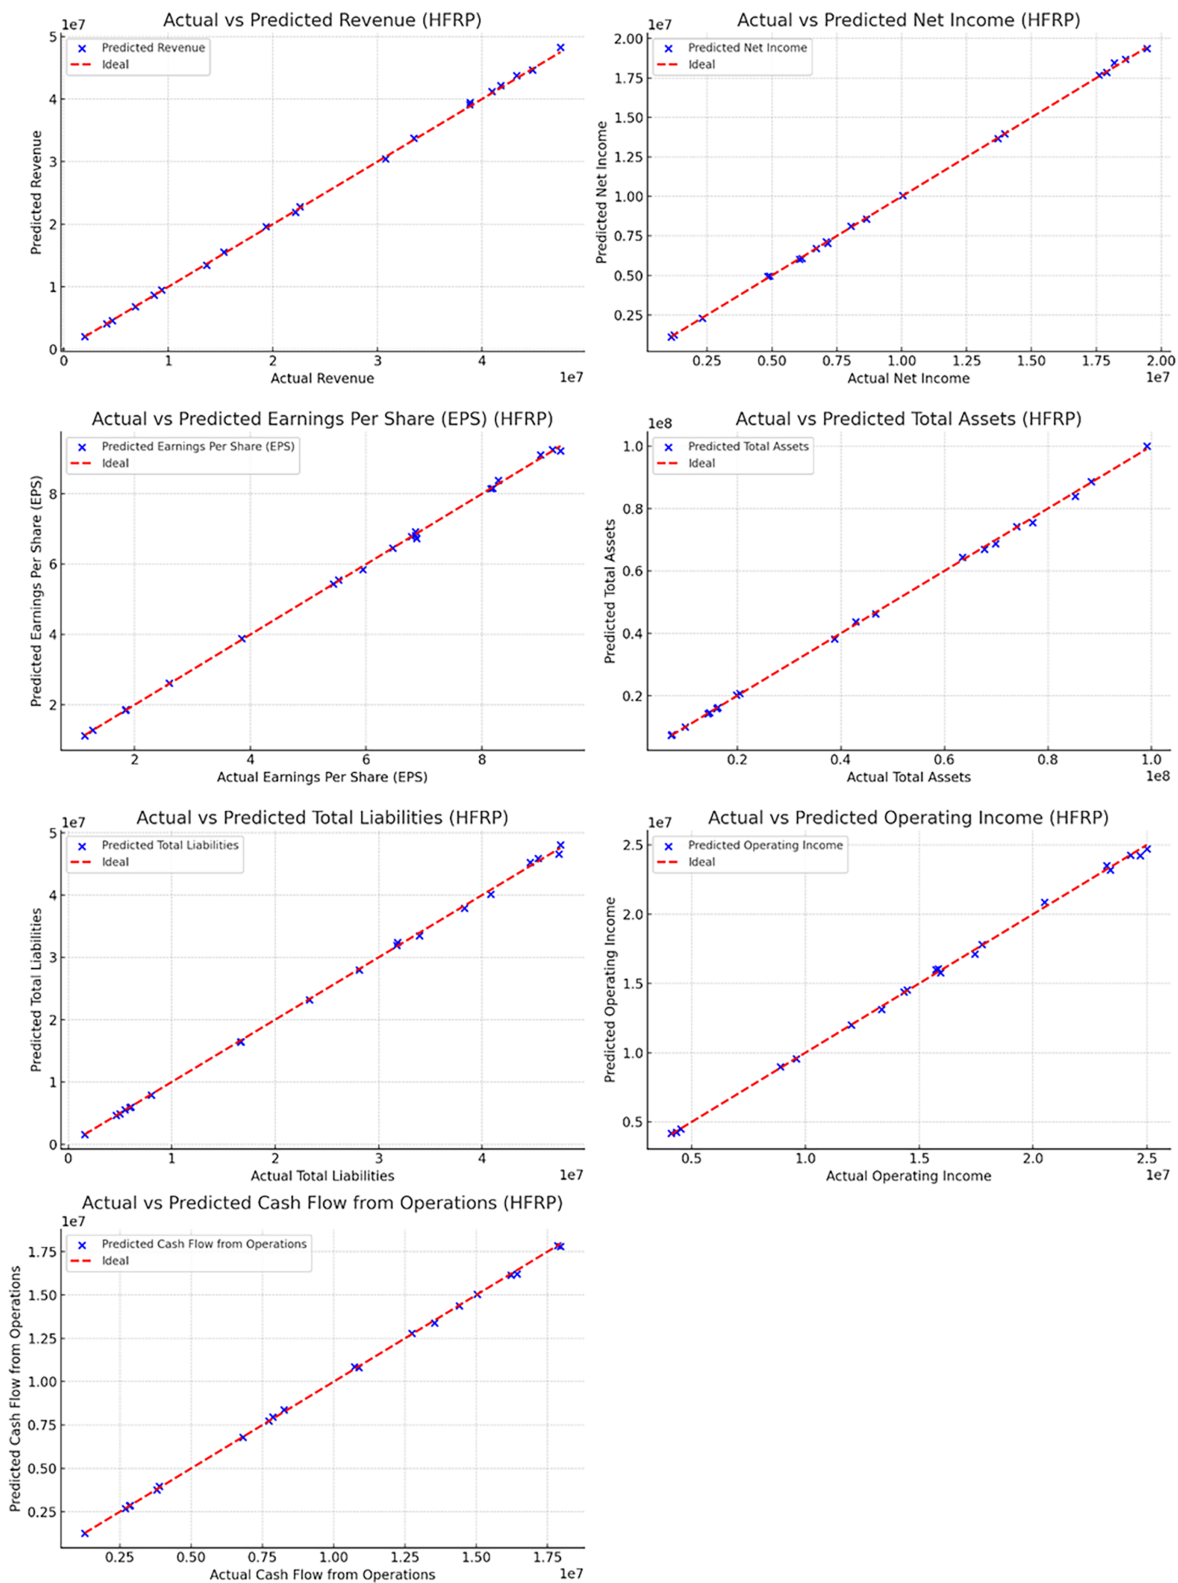 Actual vs Predicted Revenue (HFRP)
1e7
Predicted Revenue
Ideal
5
4
3
2
1
0
Predicted Revenue
0 1 2 3 4
Actual Revenue
1e7
Actual vs Predicted Net Income (HFRP)
1e7
Predicted Net Income
Ideal
2.00
1.75
1.50
1.25
1.00
0.75
0.50
0.25
Predicted Net Income
0.25 0.50 0.75 1.00 1.25 1.50 1.75 2.00
Actual Net Income
1e7
Actual vs Predicted Earnings Per Share (EPS) (HFRP)
Predicted Earnings Per Share (EPS)
Ideal
8
6
4
2
Predicted Earnings Per Share (EPS)
2 4 6 8
Actual Earnings Per Share (EPS)
Actual vs Predicted Total Assets (HFRP)
1e8
Predicted Total Assets
Ideal
1.0
0.8
0.6
0.4
0.2
Predicted Total Assets
0.2 0.4 0.6 0.8 1.0
Actual Total Assets
1e8
Actual vs Predicted Total Liabilities (HFRP)
1e7
Predicted Total Liabilities
Ideal
5
4
3
2
1
0
Predicted Total Liabilities
0 1 2 3 4
Actual Total Liabilities
1e7
Actual vs Predicted Operating Income (HFRP)
1e7
Predicted Operating Income
Ideal
2.5
2.0
1.5
1.0
0.5
Predicted Operating Income
0.5 1.0 1.5 2.0 2.5
Actual Operating Income
1e7
Actual vs Predicted Cash Flow from Operations (HFRP)
1e7
Predicted Cash Flow from Operations
Ideal
1.75
1.50
1.25
1.00
0.75
0.50
0.25
Predicted Cash Flow from Operations
0.25 0.50 0.75 1.00 1.25 1.50 1.75
Actual Cash Flow from Operations
1e7